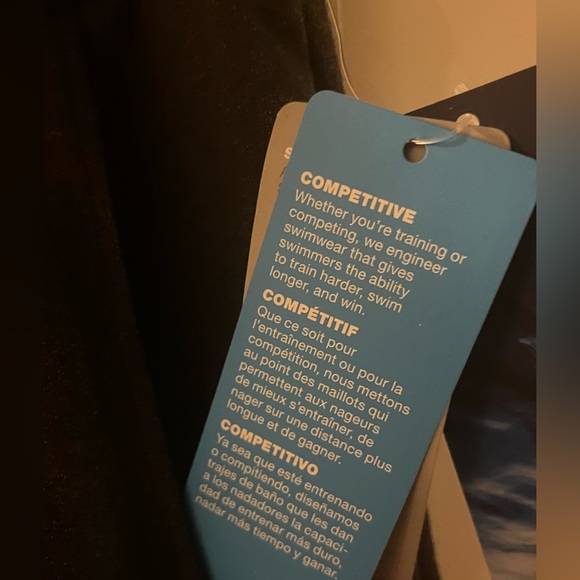 COMPETITIVE
Whether you're training or
competing, we engineer
swimwear that gives
swimmers the ability
to train harder, swim
longer, and win.
COMPÉTITIF
Que ce soit pour
l'entraînement ou pour la
compétition, nous mettons
au point des maillots qui
permettent aux nageurs
de mieux s'entraîner, de
nager sur une distance plus
longue et de gagner.
COMPETITIVO
Ya sea que esté entrenando
o compitiendo, diseñamos
trajes de baño que les dan
a los nadadores la capaci-
dad de entrenar más duro,
nadar más tiempo y ganar.